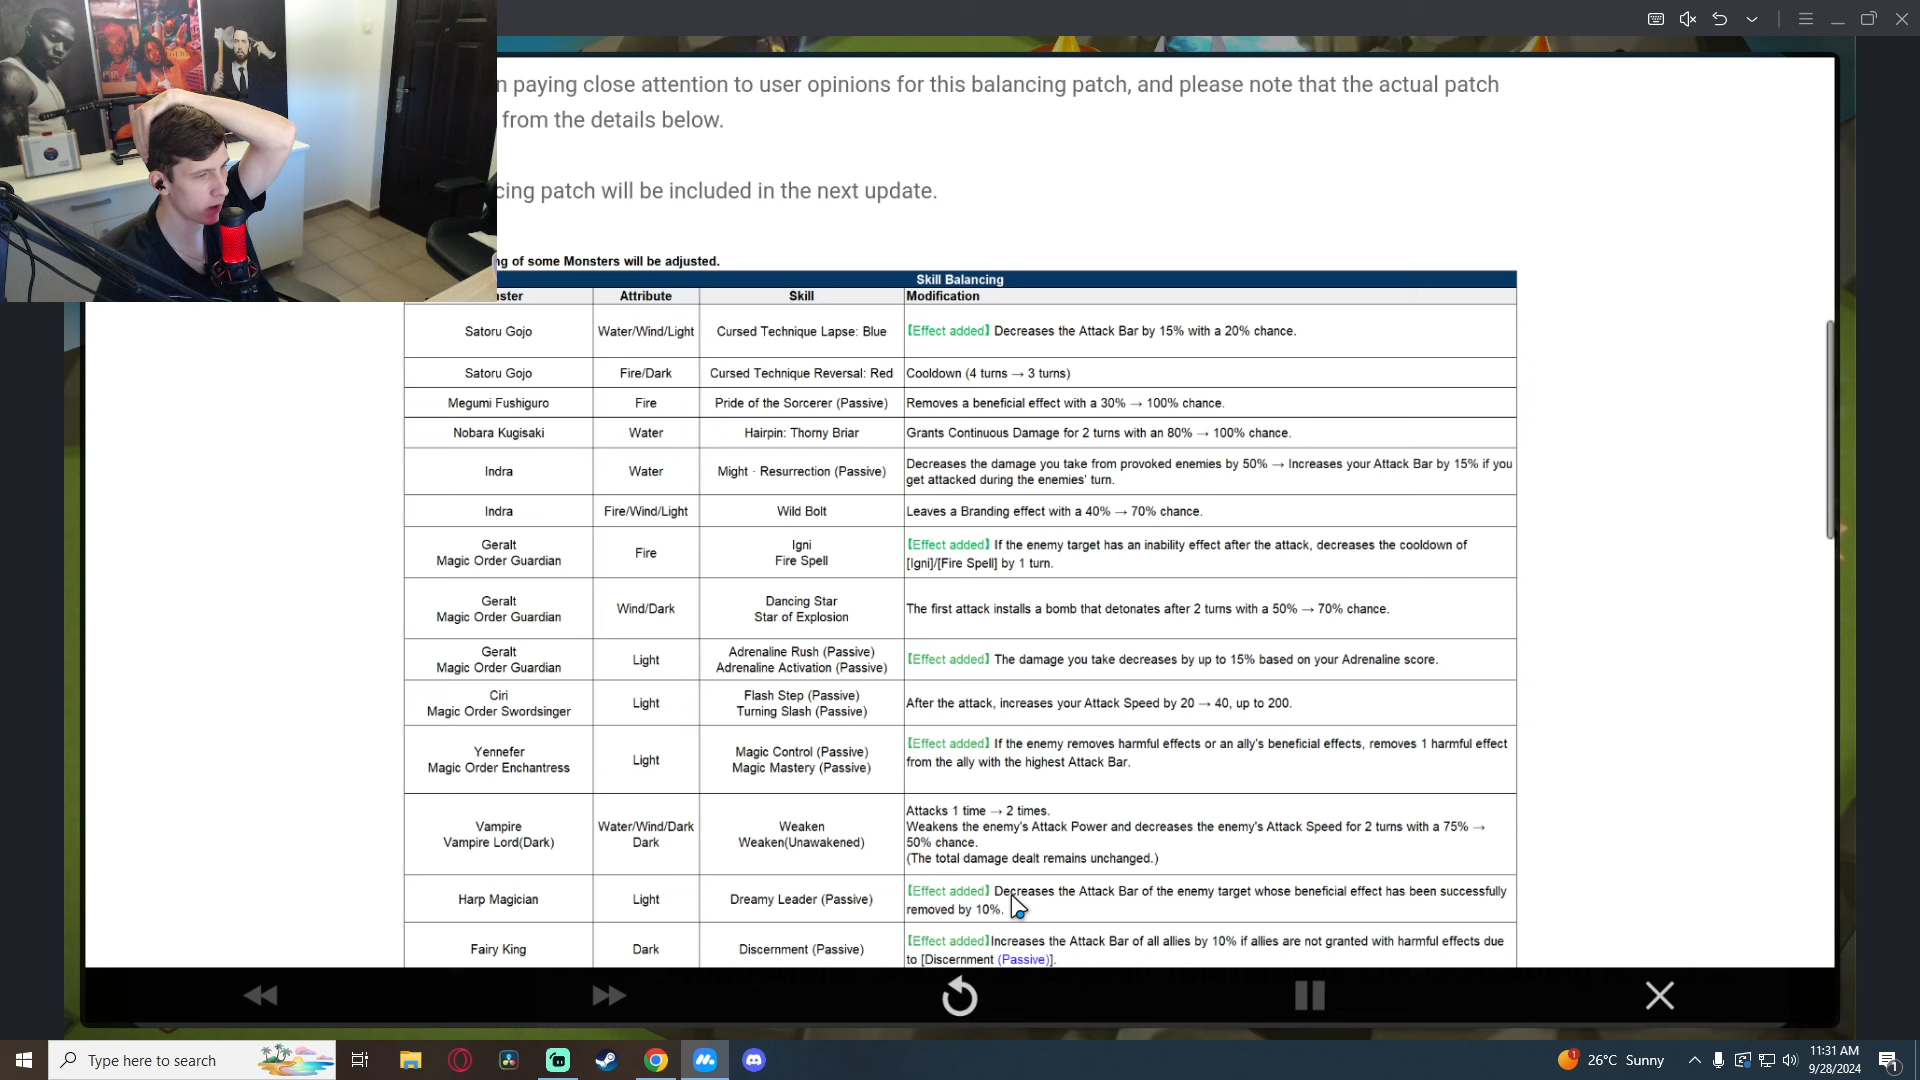 n paying close attention to user opinions for this balancing patch, and please note that the actual patch
from the details below.
cing patch will be included in the next update.
ng of some Monsters will be adjusted.
Skill Balancing
nster Attribute Skill Modification
Satoru Gojo Water/Wind/Light Cursed Technique Lapse: Blue 【Effect added】 Decreases the Attack Bar by 15% with a 20% chance.
Satoru Gojo Fire/Dark Cursed Technique Reversal: Red Cooldown (4 turns → 3 turns)
Megumi Fushiguro Fire Pride of the Sorcerer (Passive) Removes a beneficial effect with a 30% → 100% chance.
Nobara Kugisaki Water Hairpin: Thorny Briar Grants Continuous Damage for 2 turns with an 80% → 100% chance.
Indra Water Might · Resurrection (Passive) Decreases the damage you take from provoked enemies by 50% → Increases your Attack Bar by 15% if you
get attacked during the enemies' turn.
Indra Fire/Wind/Light Wild Bolt Leaves a Branding effect with a 40% → 70% chance.
Geralt Igni 【Effect added】 If the enemy target has an inability effect after the attack, decreases the cooldown of
Magic Order Guardian Fire Fire Spell [Igni]/[Fire Spell] by 1 turn.
Geralt Dancing Star
Magic Order Guardian Wind/Dark Star of Explosion The first attack installs a bomb that detonates after 2 turns with a 50% → 70% chance.
Geralt Adrenaline Rush (Passive)
Magic Order Guardian Light Adrenaline Activation (Passive) 【Effect added】 The damage you take decreases by up to 15% based on your Adrenaline score.
Ciri Flash Step (Passive)
Magic Order Swordsinger Light Turning Slash (Passive) After the attack, increases your Attack Speed by 20 → 40, up to 200.
Yennefer Magic Control (Passive) 【Effect added】 If the enemy removes harmful effects or an ally's beneficial effects, removes 1 harmful effect
Magic Order Enchantress Light Magic Mastery (Passive) from the ally with the highest Attack Bar.
Attacks 1 time → 2 times.
Vampire Water/Wind/Dark Weaken Weakens the enemy's Attack Power and decreases the enemy's Attack Speed for 2 turns with a 75% →
Vampire Lord(Dark) Dark Weaken(Unawakened) 50% chance.
(The total damage dealt remains unchanged.)
Harp Magician Light Dreamy Leader (Passive) 【Effect added】 Decreases the Attack Bar of the enemy target whose beneficial effect has been successfully
removed by 10%.
Fairy King Dark Discernment (Passive) 【Effect added】Increases the Attack Bar of all allies by 10% if allies are not granted with harmful effects due
to [Discernment (Passive)].
Type here to search
1
26°C Sunny
11:31 AM
9/28/2024
1